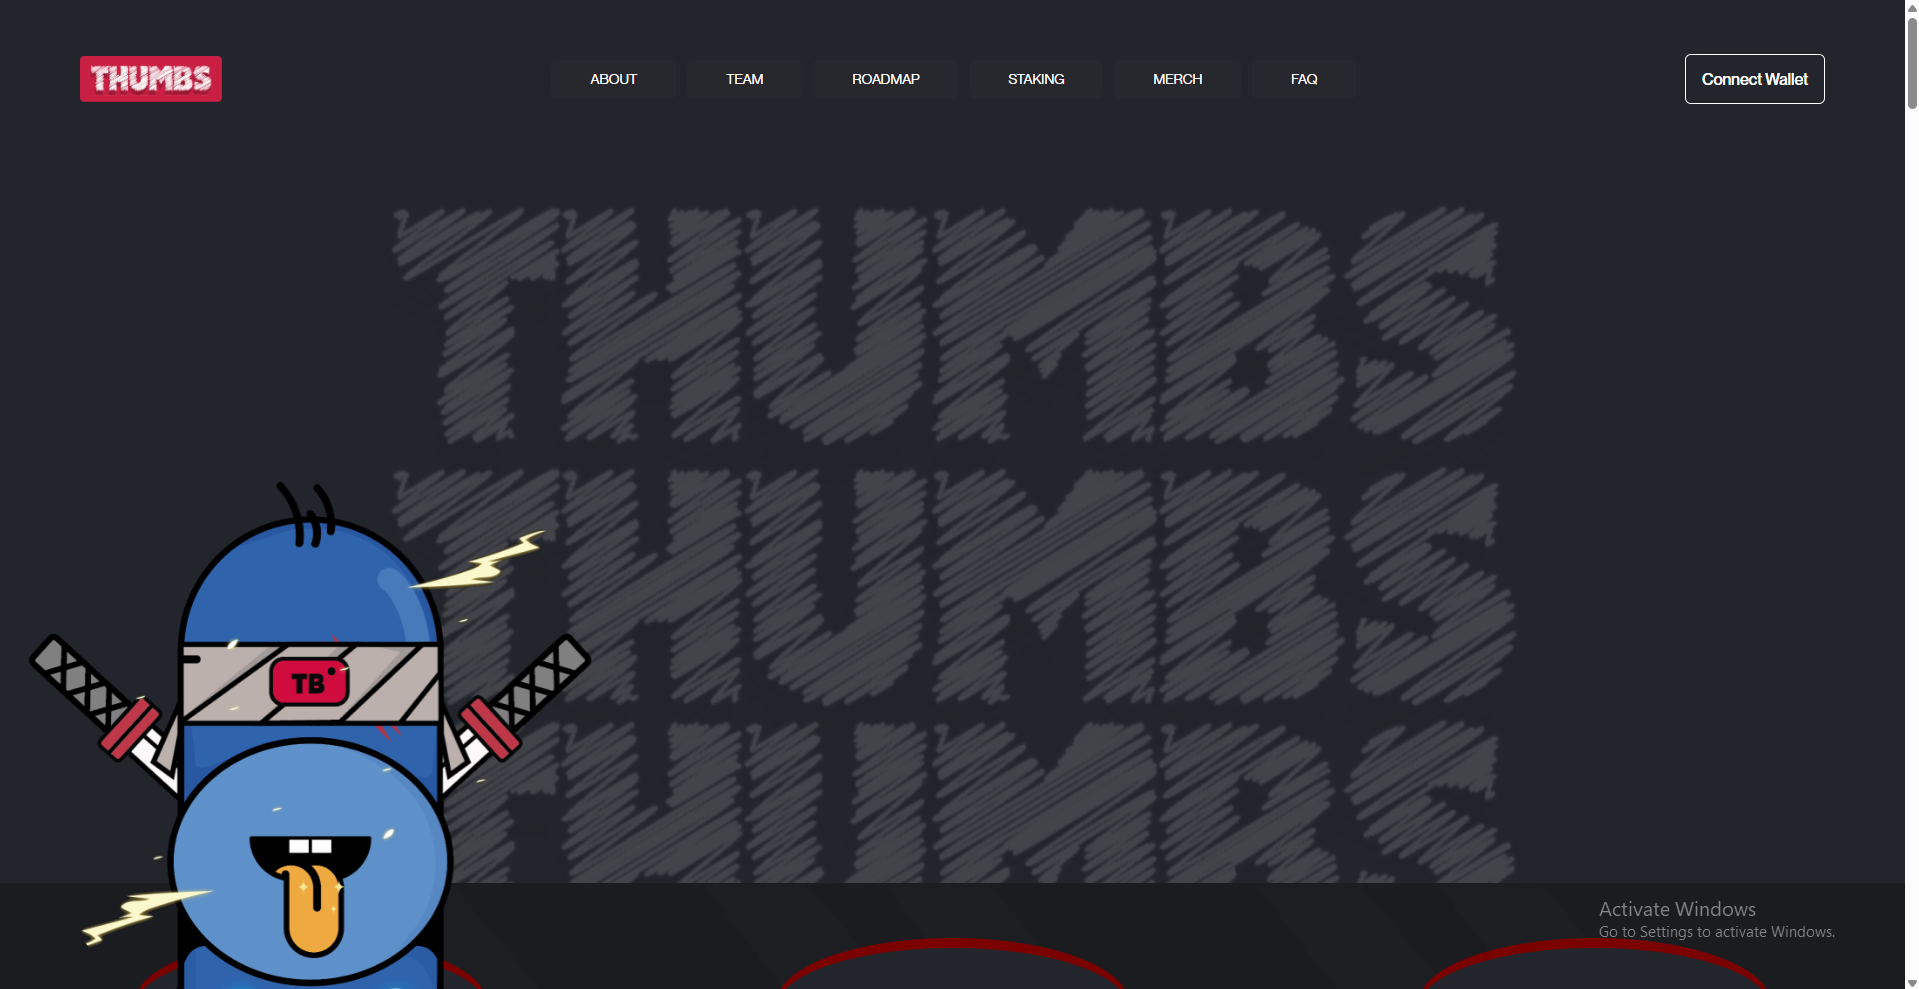 THUMBS
ABOUT
TEAM
ROADMAP
STAKING
MERCH
FAQ
Connect Wallet
THUMBS
THUMBS
THUMBS
TB
Activate Windows
Go to Settings to activate Windows.